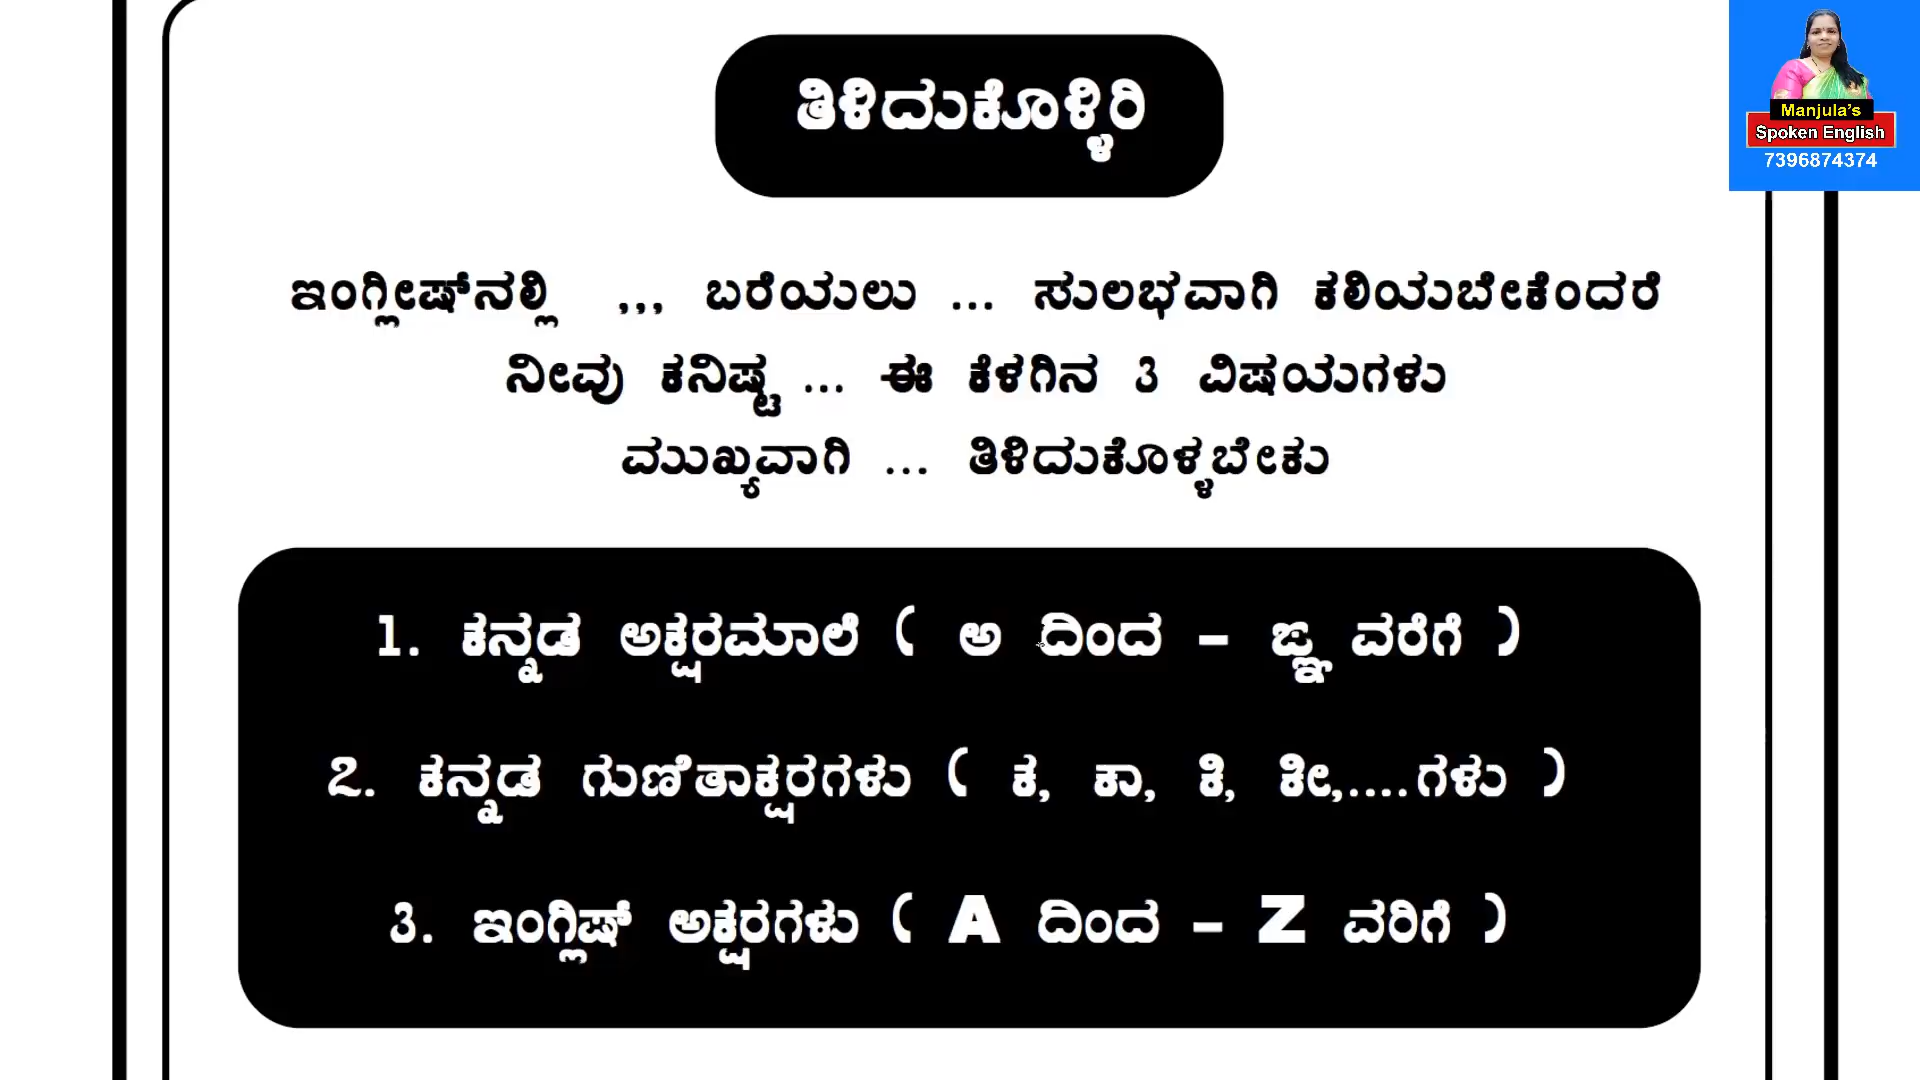 ತಿಳಿದುಕೊಳ್ಳಿರಿ
Manjula's
Spoken English
7396874374
ಇಂಗ್ಲೀಷ್‌ನಲ್ಲಿ ,,, ಬರೆಯಲು ... ಸುಲಭವಾಗಿ ಕಲಿಯಬೇಕೆಂದರೆ
ನೀವು ಕನಿಷ್ಟ ... ಈ ಕೆಳಗಿನ 3 ವಿಷಯಗಳು
ಮುಖ್ಯವಾಗಿ ... ತಿಳಿದುಕೊಳ್ಳಬೇಕು
1. ಕನ್ನಡ ಅಕ್ಷರಮಾಲೆ ( ಅ ದಿಂದ - ಙ್ಞ ವರೆಗೆ )
2. ಕನ್ನಡ ಗುಣಿತಾಕ್ಷರಗಳು ( ಕ, ಕಾ, ಕಿ, ಕೀ,....ಗಳು )
3. ಇಂಗ್ಲಿಷ್ ಅಕ್ಷರಗಳು ( A ದಿಂದ - Z ವರಿಗೆ )